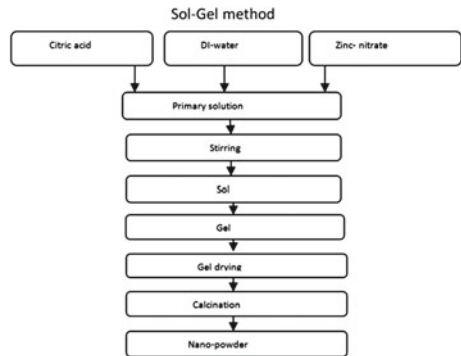 Sol-Gel method
Citric acid
DI-water
Zinc- nitrate
Primary solution
Stirring
Sol
Gel
Gel drying
Calcination
Nano-powder